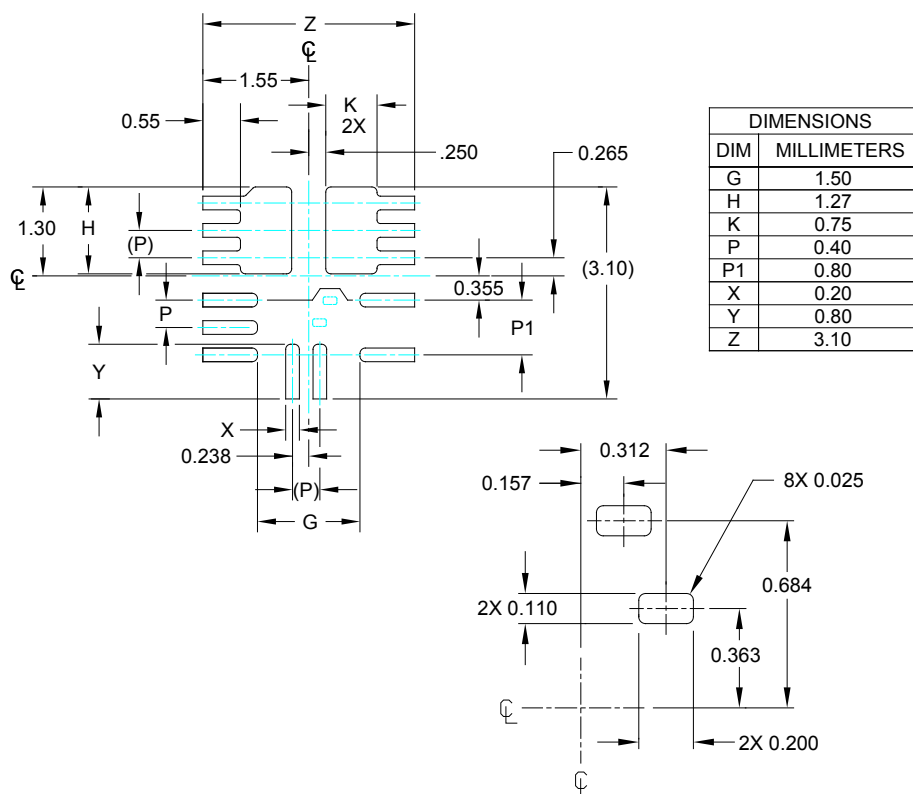 Z
℄
1.55
K
2X
0.55
.250
0.265
1.30
H
(P)
(3.10)
℄
0.355
P
P1
Y
X
0.238
(P)
G
DIMENSIONS
DIM MILLIMETERS
G 1.50
H 1.27
K 0.75
P 0.40
P1 0.80
X 0.20
Y 0.80
Z 3.10
0.312
0.157
8X 0.025
0.684
2X 0.110
0.363
℄
2X 0.200
℄